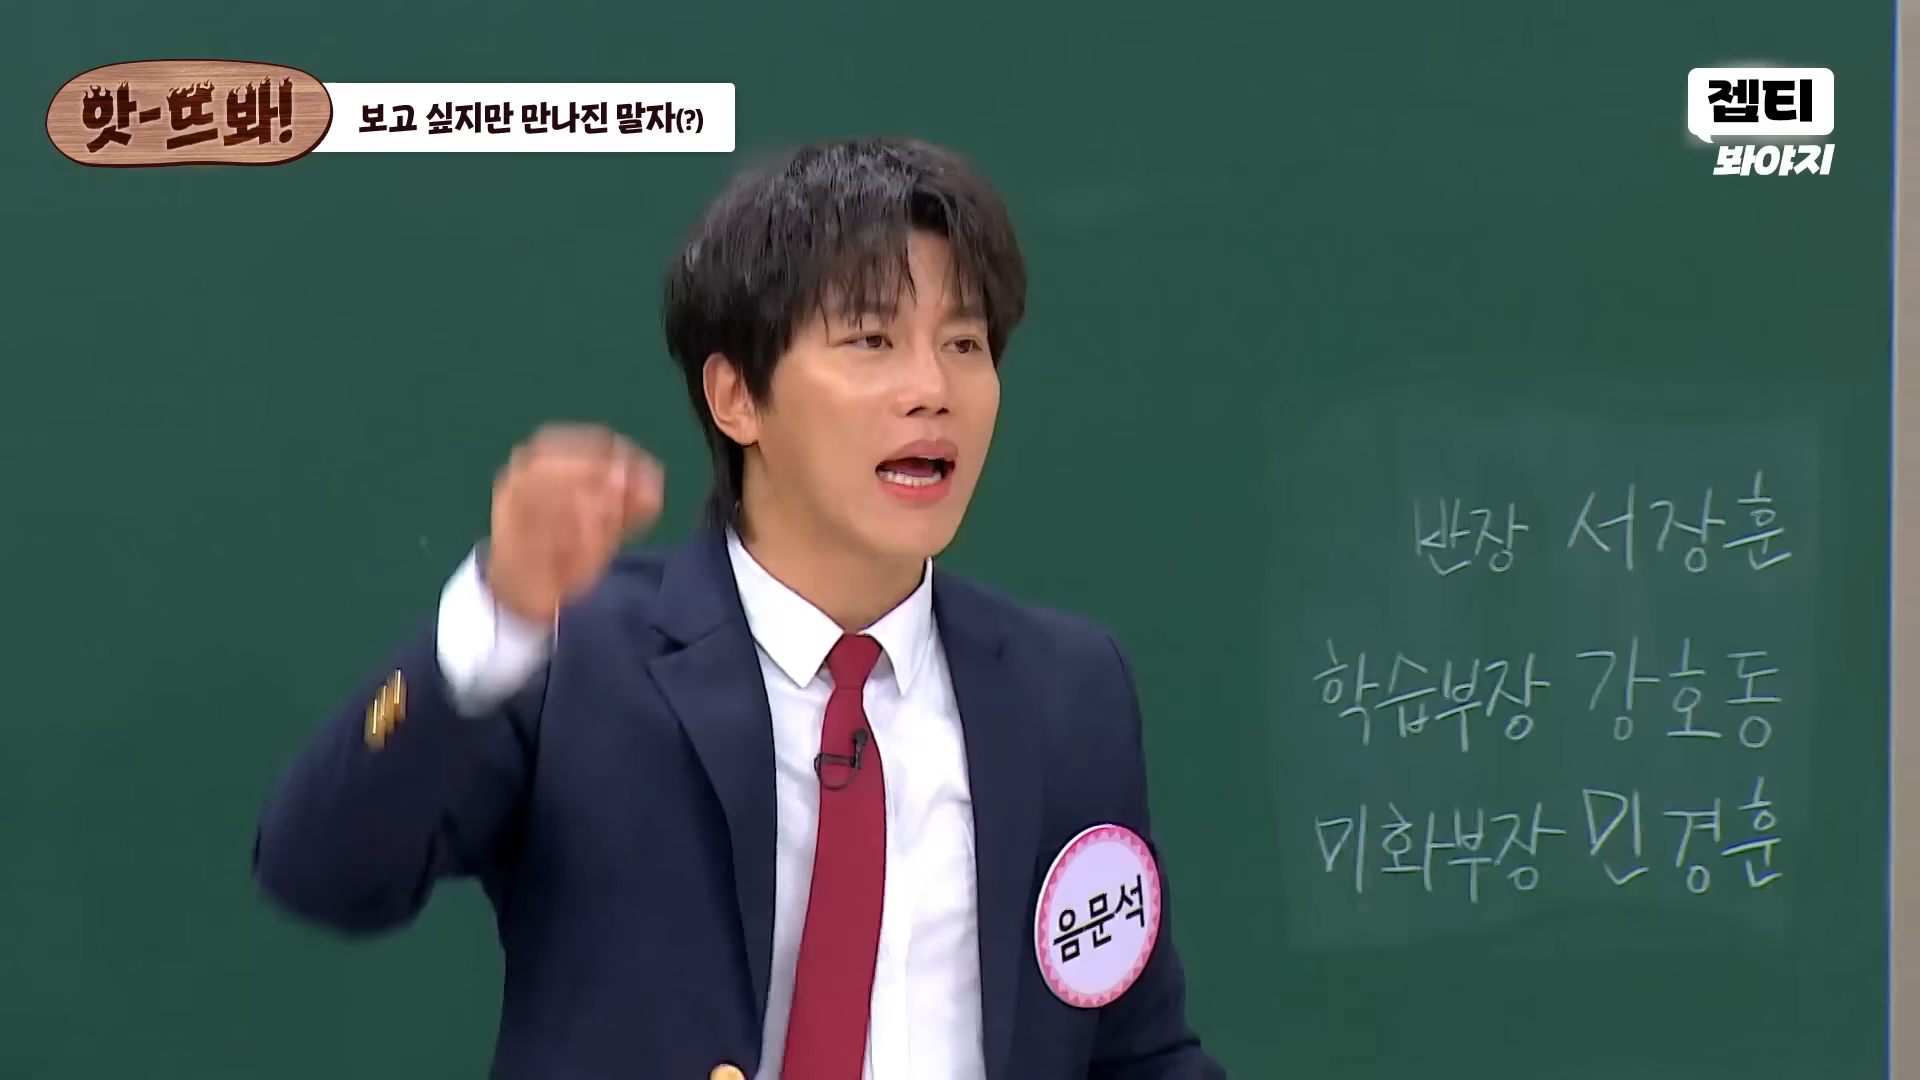 앗-뜨봐!
보고 싶지만 만나진 말자(?)
젭티
봐야지
반장 서장훈
학습부장 강호동
미화부장 민경훈
음문석